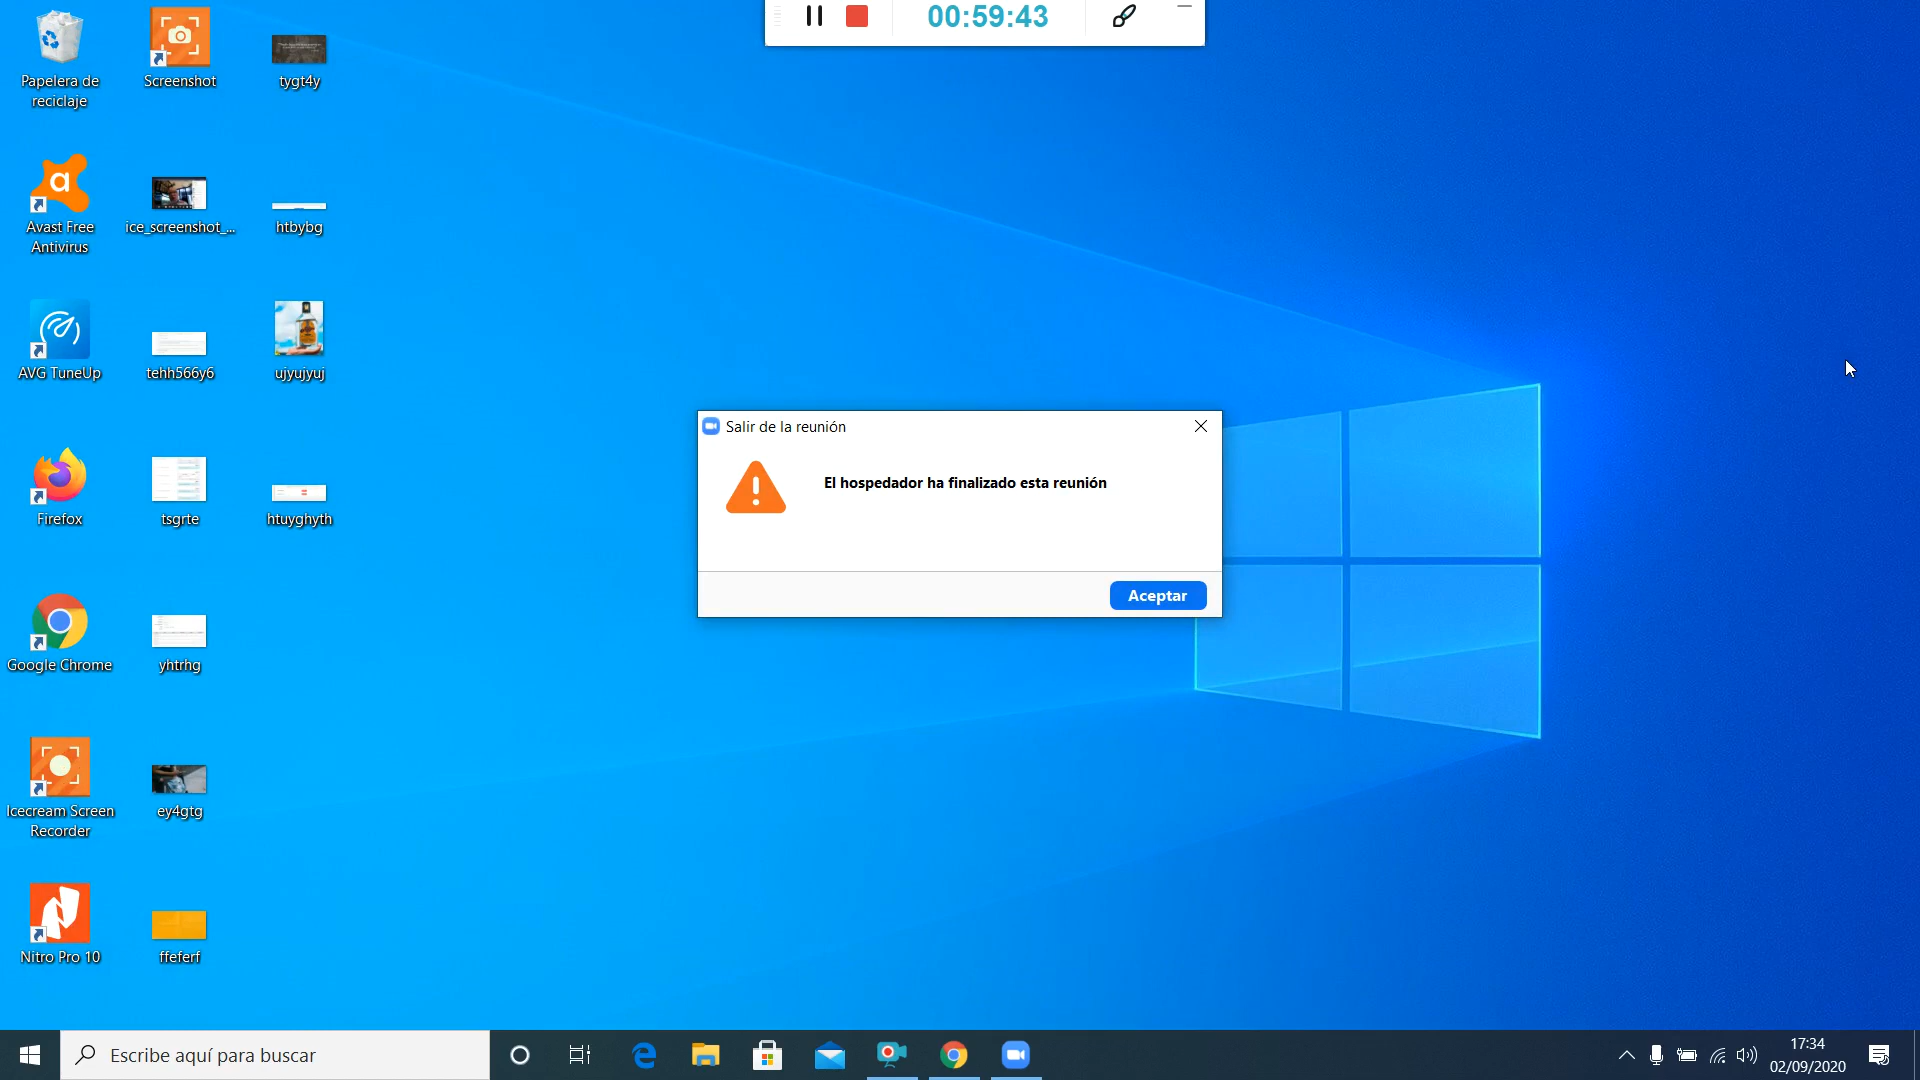 00:59:43
Papelera de
reciclaje
Screenshot
tygt4y
Avast Free
Antivirus
ice_screenshot_...
htbybg
AVG TuneUp
tehh566y6
ujyujyuj
Salir de la reunión
El hospedador ha finalizado esta reunión
Aceptar
Firefox
tsgrte
htuyghyth
Google Chrome
yhtrhg
Icecream Screen
Recorder
ey4gtg
Nitro Pro 10
ffeferf
Escribe aquí para buscar
17:34
02/09/2020